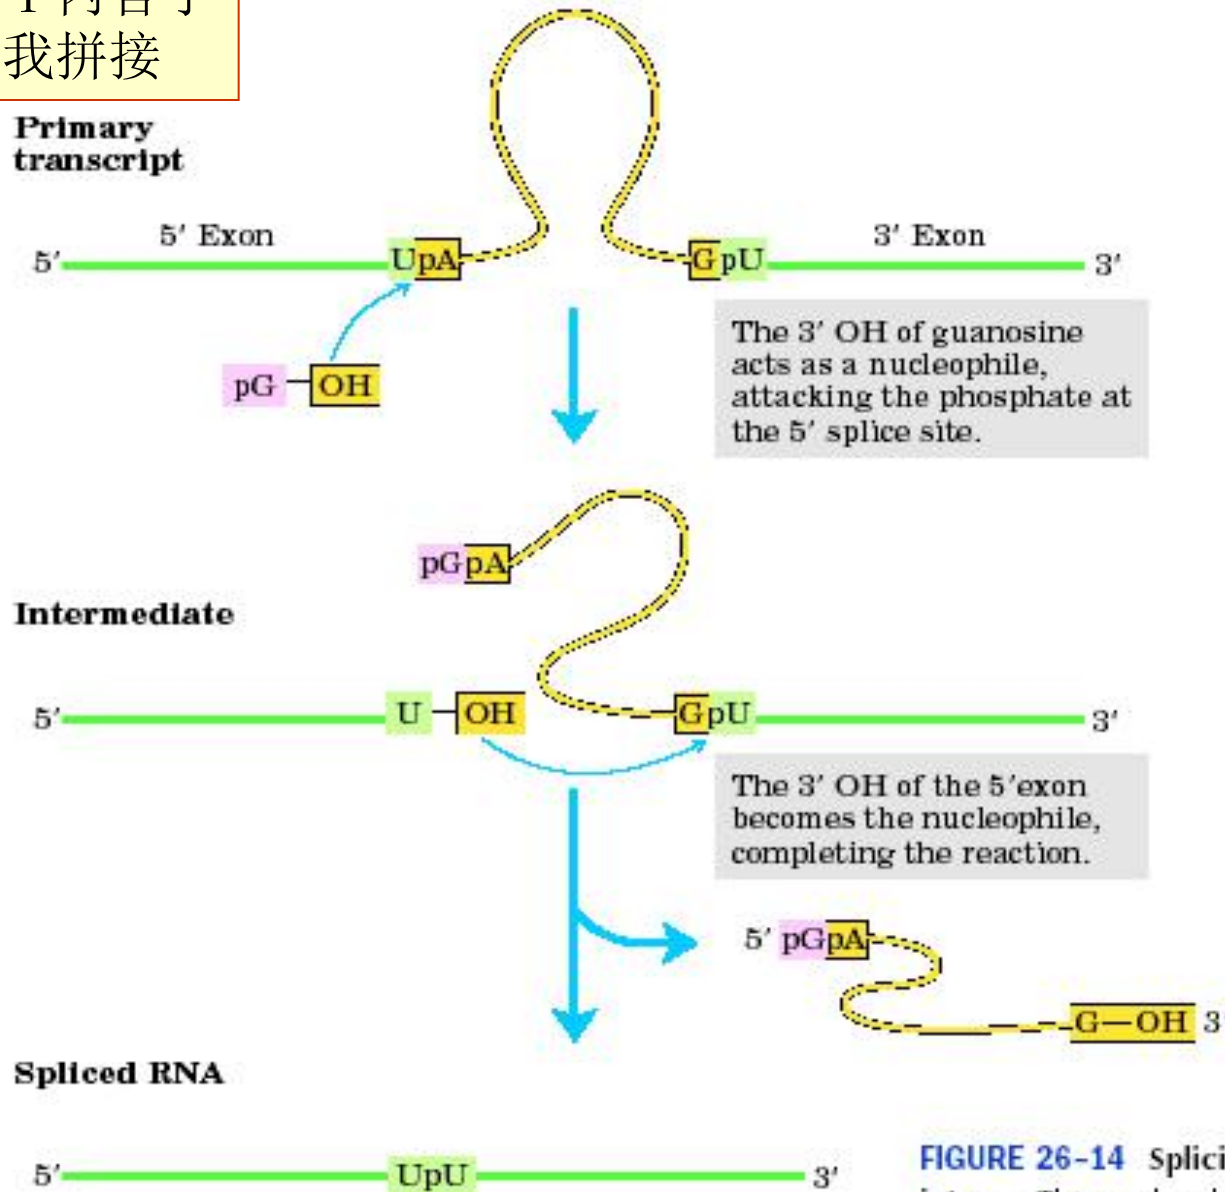 我拼接
Primary
transcript
5′ Exon
3′ Exon
5′
UpA
GpU
3′
pG
OH
The 3′ OH of guanosine
acts as a nucleophile,
attacking the phosphate at
the 5′ splice site.
pGpA
Intermediate
5′
U
OH
GpU
3′
The 3′ OH of the 5′exon
becomes the nucleophile,
completing the reaction.
5′ pGpA
G—OH 3
Spliced RNA
5′
UpU
3′
FIGURE 26–14 Splici